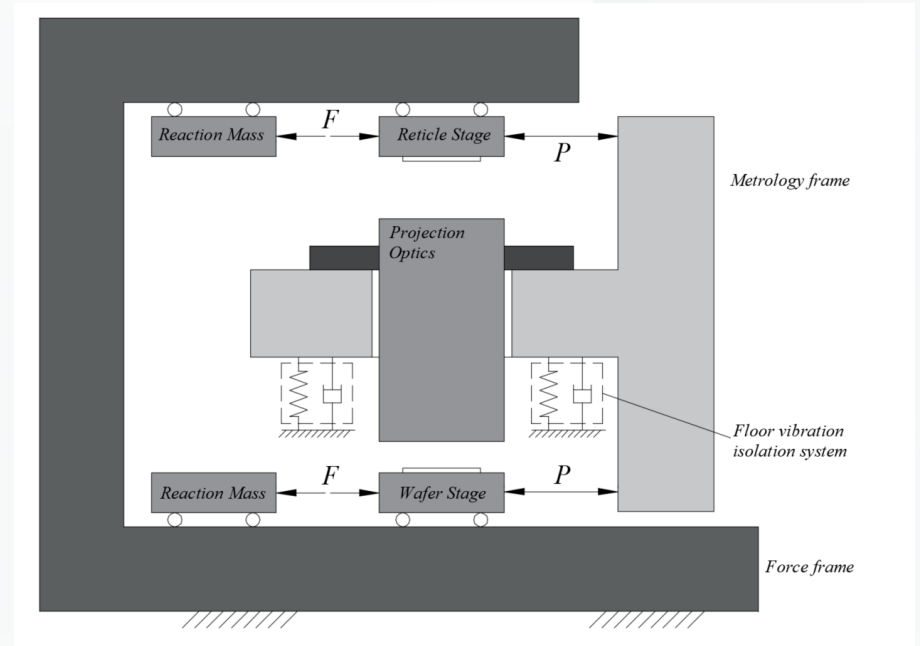 Reaction Mass
F
Reticle Stage
P
Metrology frame
Projection
Optics
Floor vibration
isolation system
Reaction Mass
F
Wafer Stage
P
Force frame